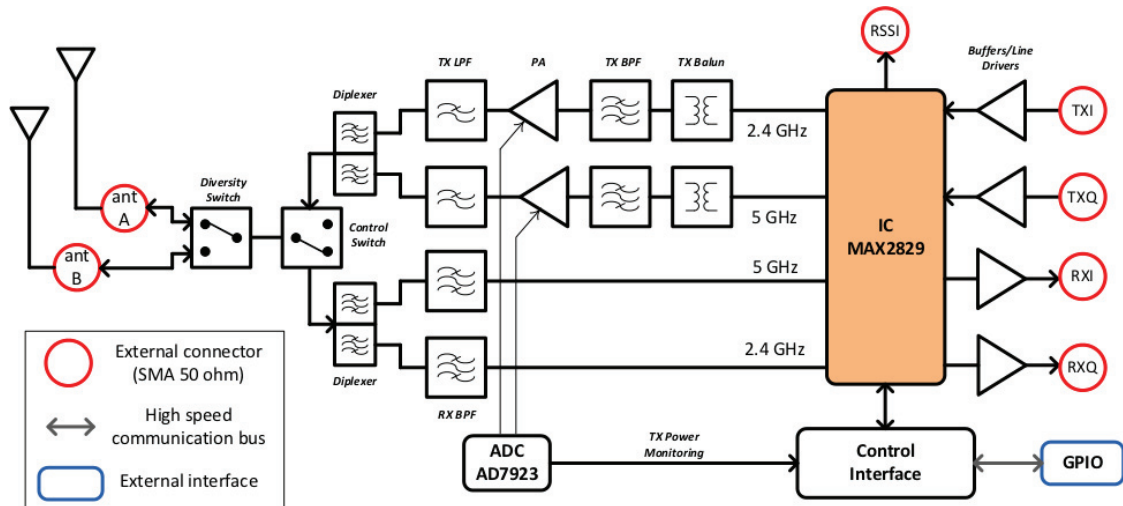 RSSI
Buffers/Line
Drivers
TX LPF
PA
TX BPF
TX Balun
Diplexer
2.4 GHz
TXI
ant
A
Diversity
Switch
Control
Switch
5 GHz
TXQ
IC
MAX2829
ant
B
5 GHz
RXI
2.4 GHz
RXQ
Diplexer
RX BPF
External connector
(SMA 50 ohm)
High speed
communication bus
External interface
ADC
AD7923
TX Power
Monitoring
Control
Interface
GPIO